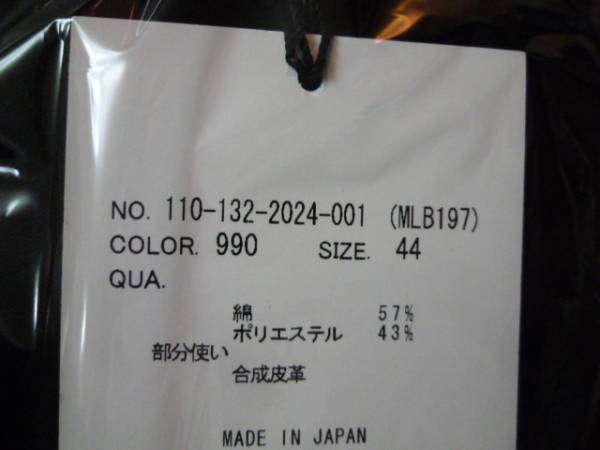 NO. 110-132-2024-001 (MLB197)
COLOR. 990 SIZE. 44
QUA.
綿 57%
ポリエステル 43%
部分使い
合成皮革
MADE IN JAPAN